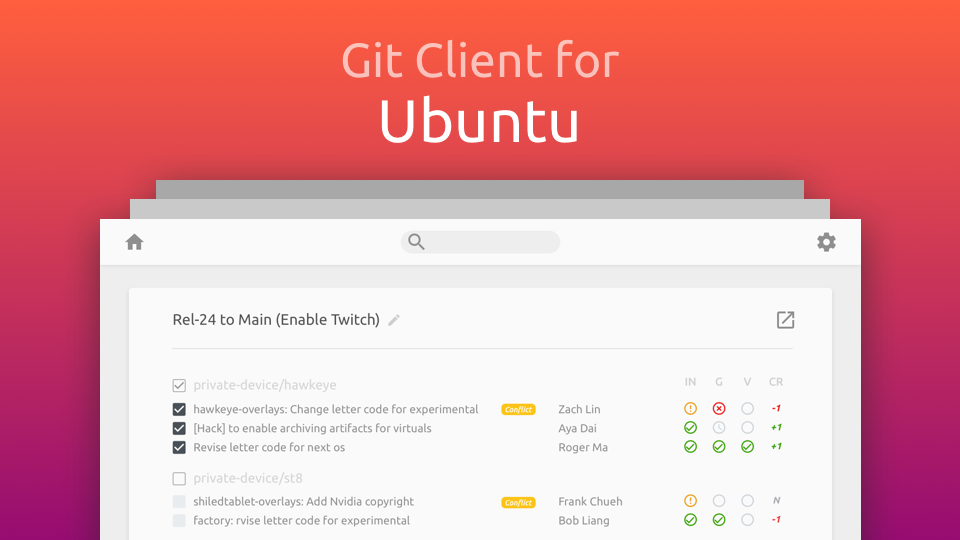 Git Client for
Ubuntu
Rel-24 to Main (Enable Twitch)
private-device/hawkeye IN G V CR
hawkeye-overlays: Change letter code for experimental Conflict Zach Lin -1
[Hack] to enable archiving artifacts for virtuals Aya Dai +1
Revise letter code for next os Roger Ma +1
private-device/st8
shiledtablet-overlays: Add Nvidia copyright Conflict Frank Chueh N
factory: rvise letter code for experimental Bob Liang -1